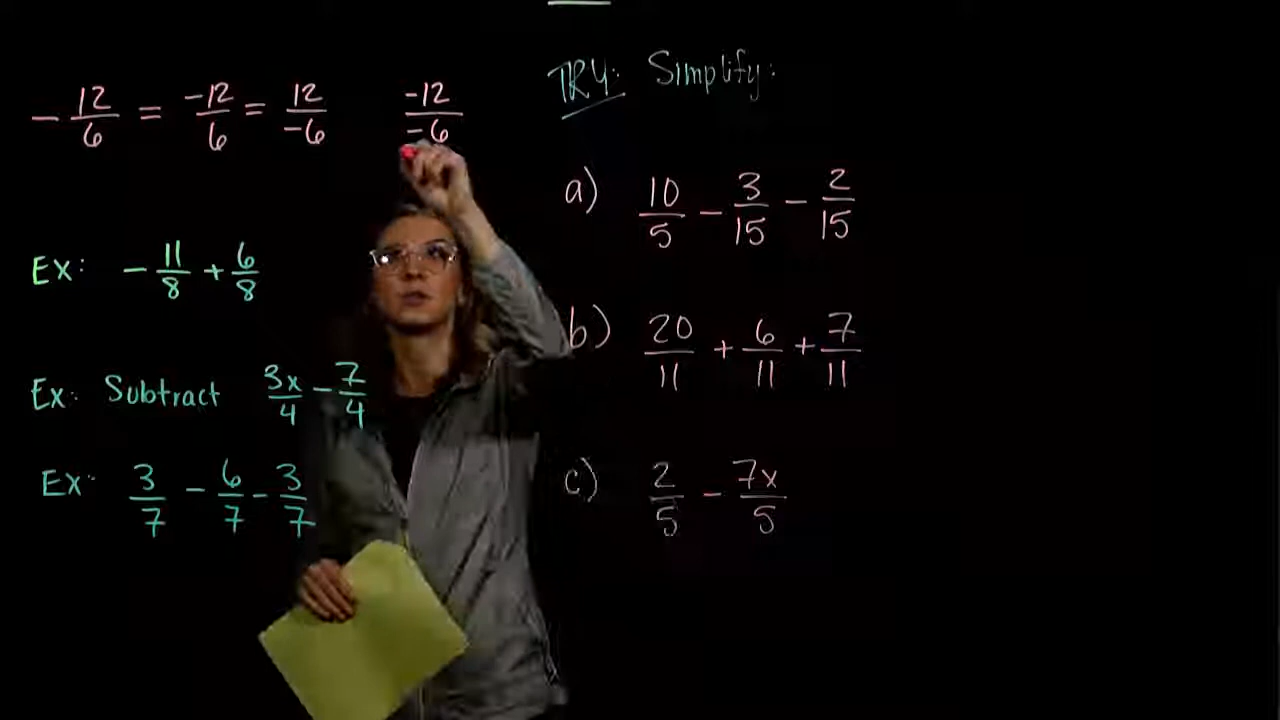 - 12/6 = -12/6 = 12/-6 -12/-6
Ex: - 11/8 + 6/8
Ex: Subtract 3x/4 - 7/4
Ex: 3/7 - 6/7 - 3/7
TRY: Simplify:
a) 10/5 - 3/15 - 2/15
b) 20/11 + 6/11 + 7/11
c) 2/5 - 7x/5